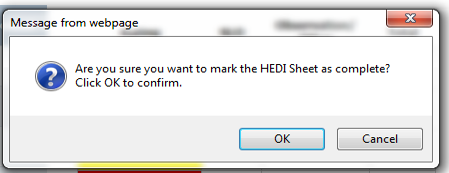 Message from webpage
Are you sure you want to mark the HEDI Sheet as complete?
Click OK to confirm.
OK
Cancel